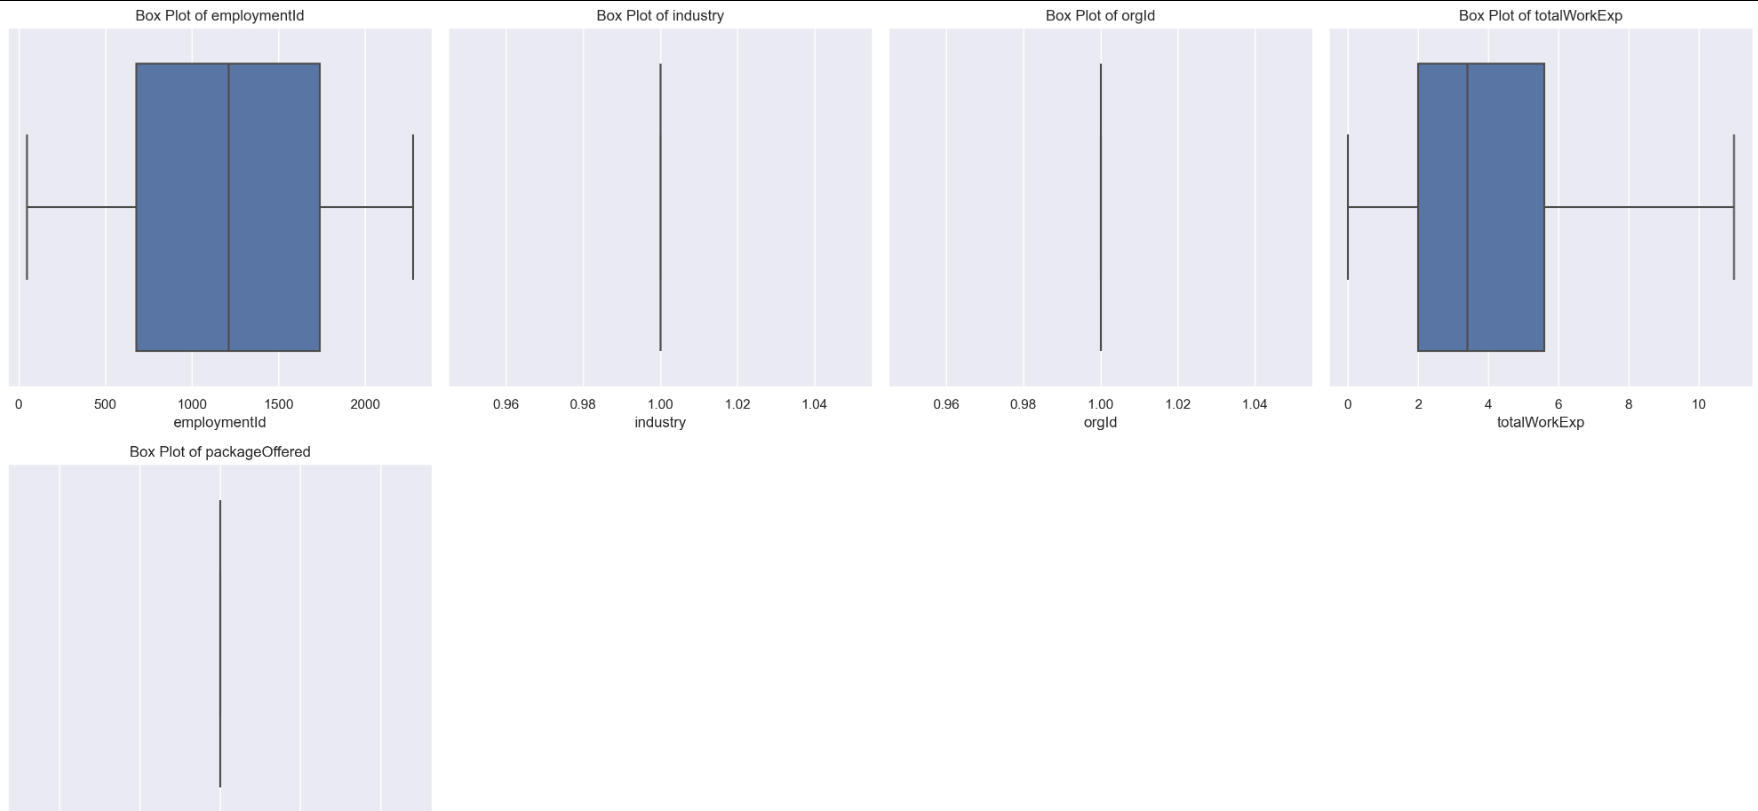 Box Plot of employmentId
Box Plot of industry
Box Plot of orgId
Box Plot of totalWorkExp
0 500 1000 1500 2000
0.96 0.98 1.00 1.02 1.04
0.96 0.98 1.00 1.02 1.04
0 2 4 6 8 10
employmentId
industry
orgId
totalWorkExp
Box Plot of packageOffered